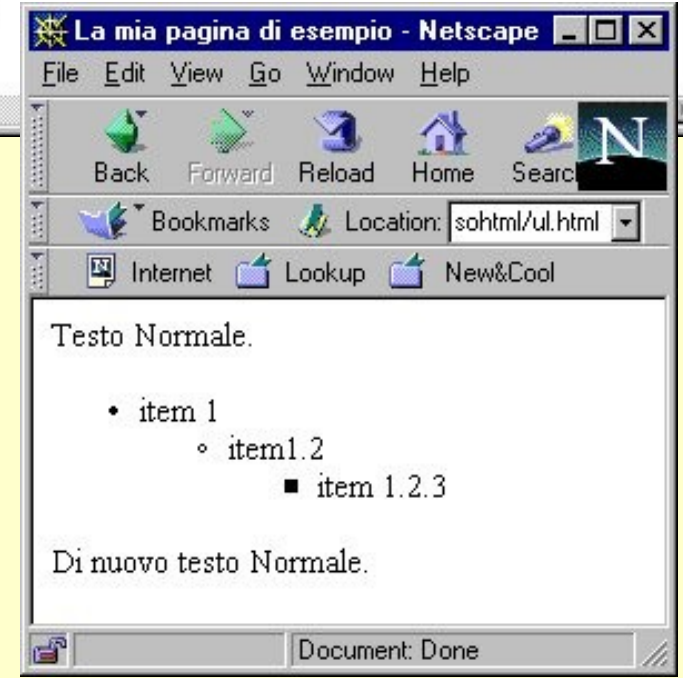 La mia pagina di esempio - Netscape
File Edit View Go Window Help
N
Back Forward Reload Home Searc
Bookmarks Location: sohtml/ul.html
Internet Lookup New&Cool
Testo Normale.
• item 1
◦ item1.2
■ item 1.2.3
Di nuovo testo Normale.
Document: Done